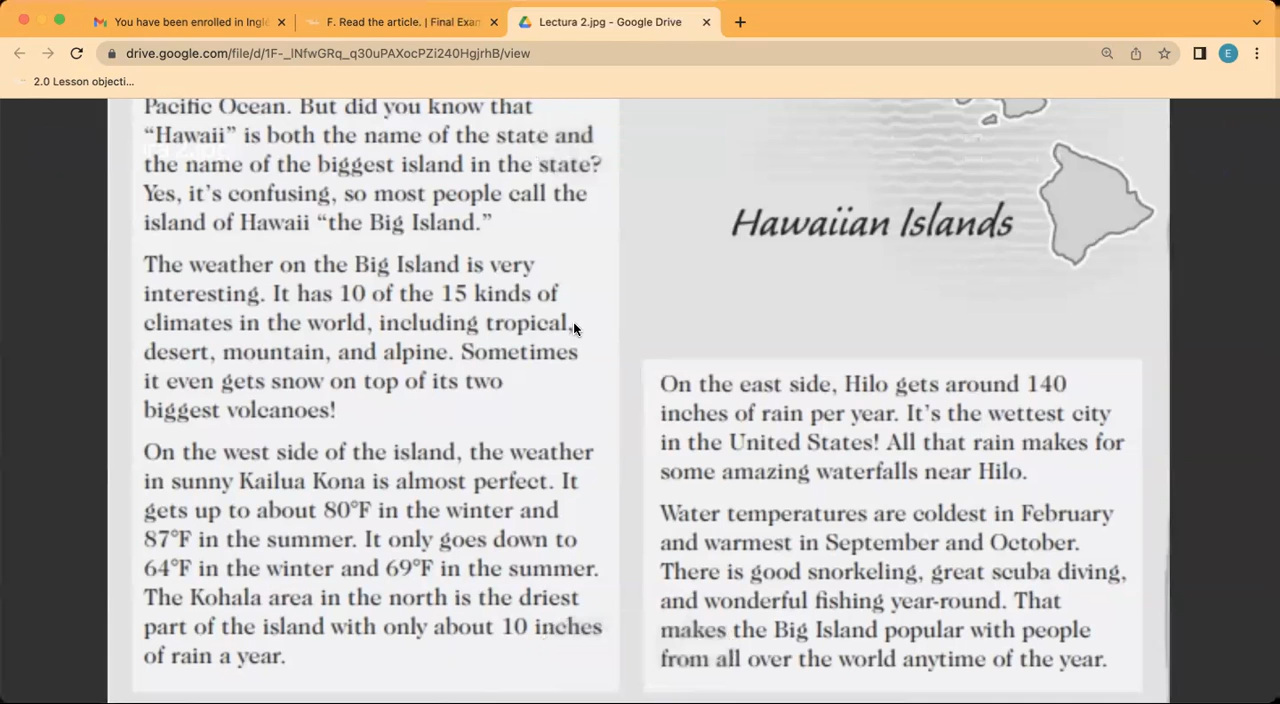 You have been enrolled in Inglé
F. Read the article. | Final Exam
Lectura 2.jpg - Google Drive
drive.google.com/file/d/1F-_lNfwGRq_q30uPAXocPZi240HgjrhB/view
E
2.0 Lesson objecti...
Pacific Ocean. But did you know that
“Hawaii” is both the name of the state and
the name of the biggest island in the state?
Yes, it’s confusing, so most people call the
island of Hawaii “the Big Island.”
The weather on the Big Island is very
interesting. It has 10 of the 15 kinds of
climates in the world, including tropical,
desert, mountain, and alpine. Sometimes
it even gets snow on top of its two
biggest volcanoes!
On the west side of the island, the weather
in sunny Kailua Kona is almost perfect. It
gets up to about 80°F in the winter and
87°F in the summer. It only goes down to
64°F in the winter and 69°F in the summer.
The Kohala area in the north is the driest
part of the island with only about 10 inches
of rain a year.
Hawaiian Islands
On the east side, Hilo gets around 140
inches of rain per year. It’s the wettest city
in the United States! All that rain makes for
some amazing waterfalls near Hilo.
Water temperatures are coldest in February
and warmest in September and October.
There is good snorkeling, great scuba diving,
and wonderful fishing year-round. That
makes the Big Island popular with people
from all over the world anytime of the year.